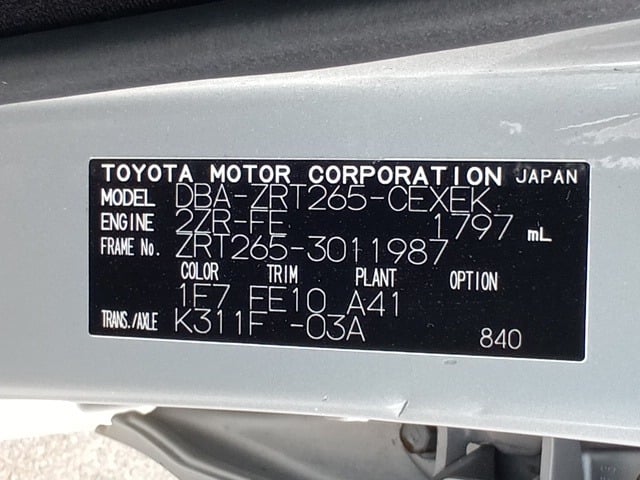 TOYOTA MOTOR CORPORATION JAPAN
MODEL DBA-ZRT265-CEXEK
ENGINE 2ZR-FE 1797 mL
FRAME No. ZRT265-3011987
COLOR TRIM PLANT OPTION
1F7 FE10 A41
TRANS./AXLE K311F -03A
840